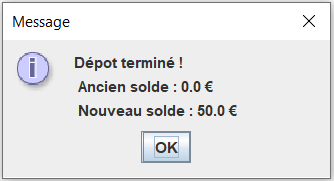 Message
Dépot terminé !
Ancien solde : 0.0 €
Nouveau solde : 50.0 €
OK